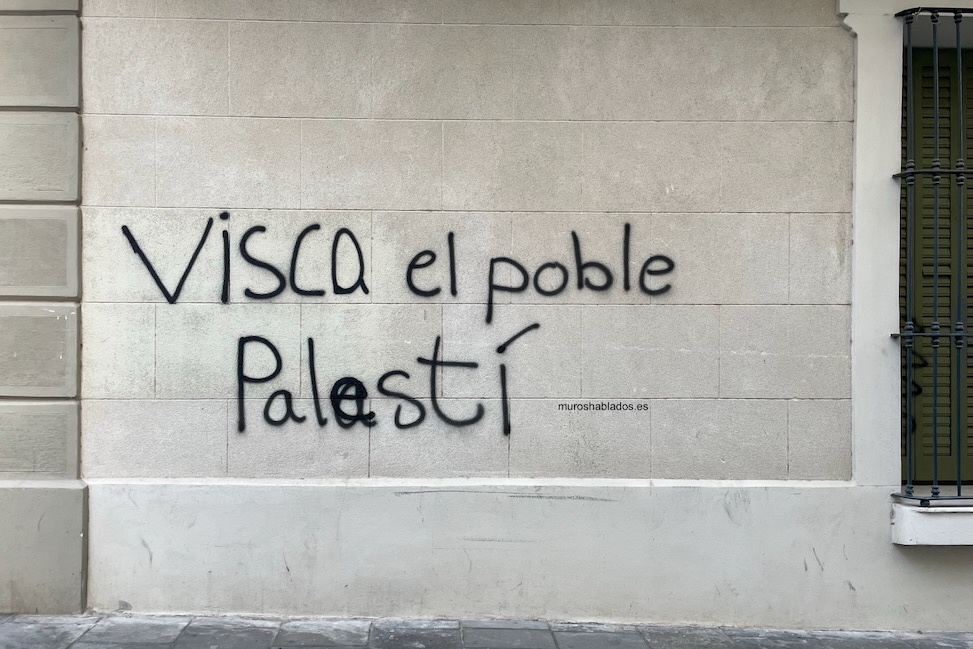 Visca el poble
Palestí
muroshablados.es